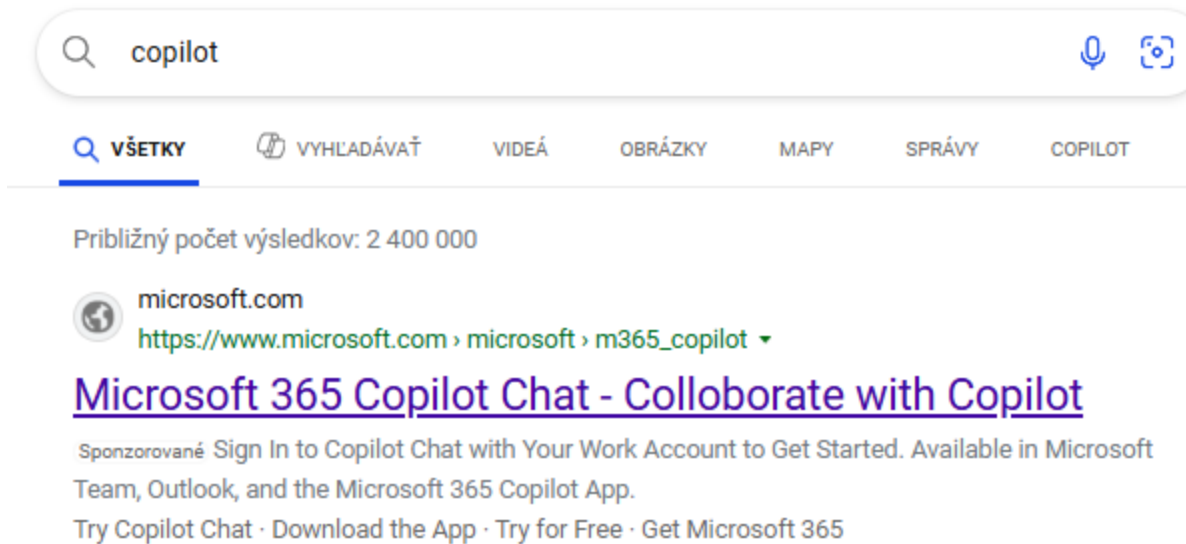 copilot
VŠETKY VYHĽADÁVAŤ VIDEÁ OBRÁZKY MAPY SPRÁVY COPILOT
Približný počet výsledkov: 2 400 000
microsoft.com
https://www.microsoft.com › microsoft › m365_copilot
Microsoft 365 Copilot Chat - Colloborate with Copilot
Sponzorované Sign In to Copilot Chat with Your Work Account to Get Started. Available in Microsoft
Team, Outlook, and the Microsoft 365 Copilot App.
Try Copilot Chat · Download the App · Try for Free · Get Microsoft 365